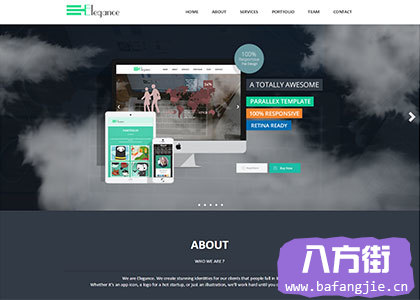 Elegance
HOME ABOUT SERVICES PORTFOLIO TEAM CONTACT
100%
Responsive
Flat Design
A TOTALLY AWESOME
PARALLEX TEMPLATE
100% RESPONSIVE
RETINA READY
Buy Now
ABOUT
WHO WE ARE ?
We are Elegance. We create stunning identities for our clients that people fall in
Whether it's an app icon, a logo for a hot startup, or just an illustration, we'll work hard until you
八方街
www.bafangjie.cn